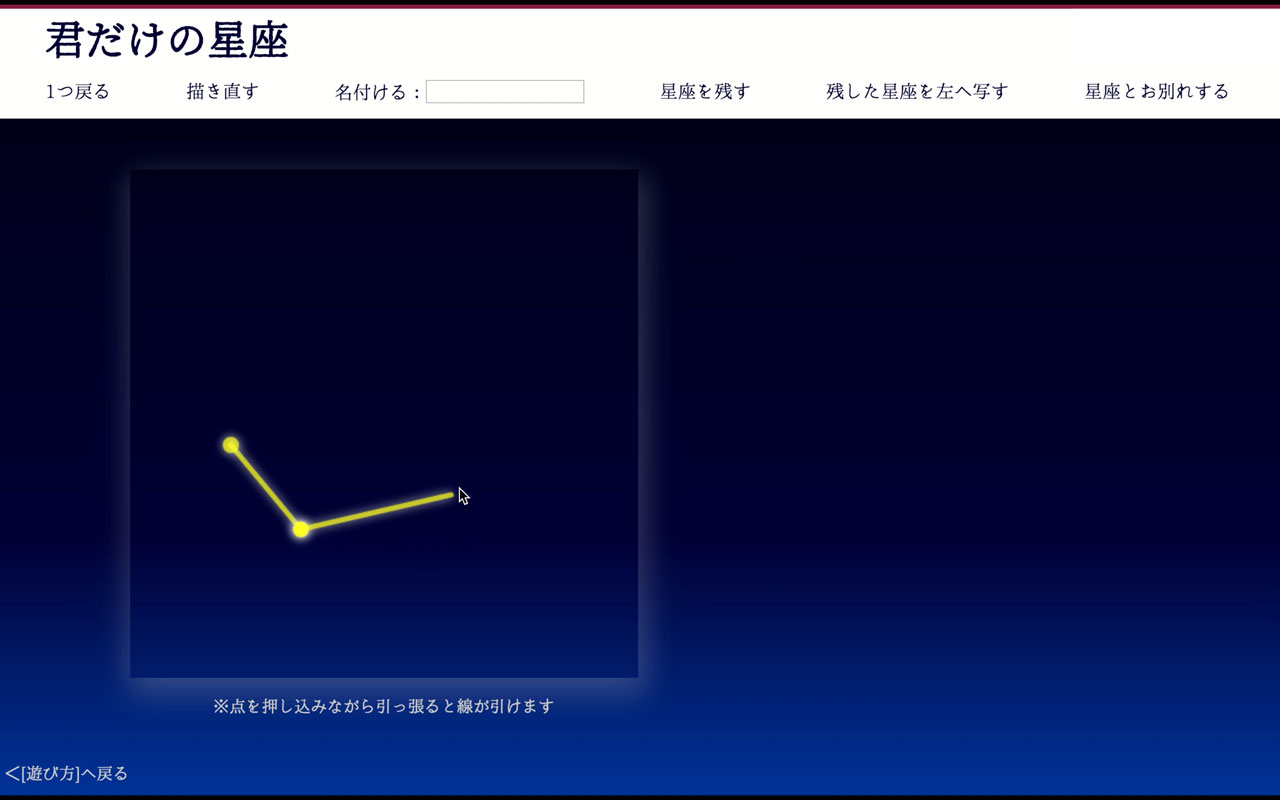 君だけの星座
1つ戻る 描き直す 名付ける： 星座を残す 残した星座を左へ写す 星座とお別れする
※点を押し込みながら引っ張ると線が引けます
＜[遊び方]へ戻る